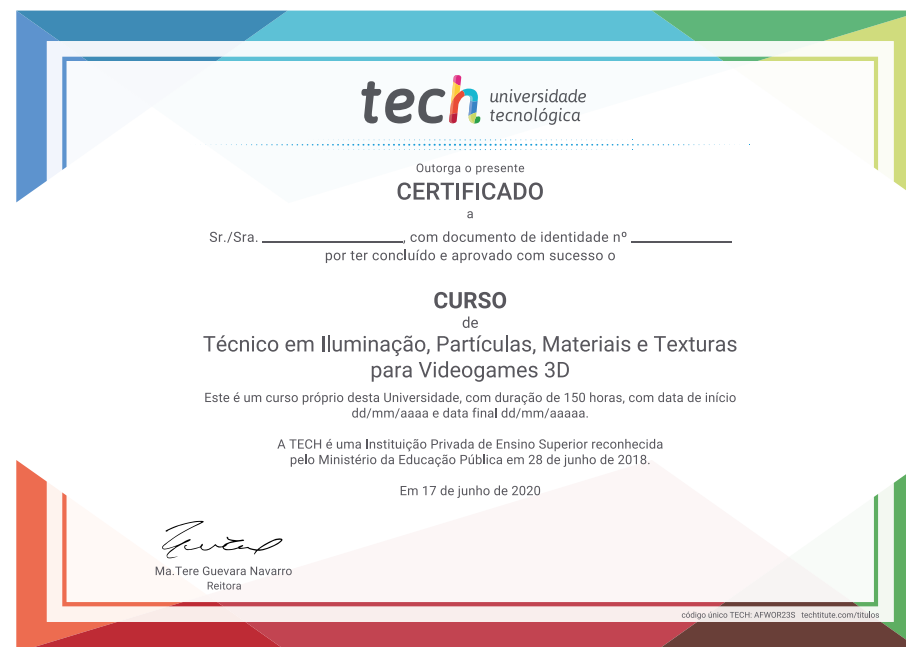 tech universidade
tecnológica
Outorga o presente
CERTIFICADO
a
Sr./Sra. ____________________, com documento de identidade nº ______________
por ter concluído e aprovado com sucesso o
CURSO
de
Técnico em Iluminação, Partículas, Materiais e Texturas
para Videogames 3D
Este é um curso próprio desta Universidade, com duração de 150 horas, com data de início
dd/mm/aaaa e data final dd/mm/aaaaa.
A TECH é uma Instituição Privada de Ensino Superior reconhecida
pelo Ministério da Educação Pública em 28 de junho de 2018.
Em 17 de junho de 2020
Ma.Tere Guevara Navarro
Reitora
código único TECH: AFWOR23S techtitute.com/titulos